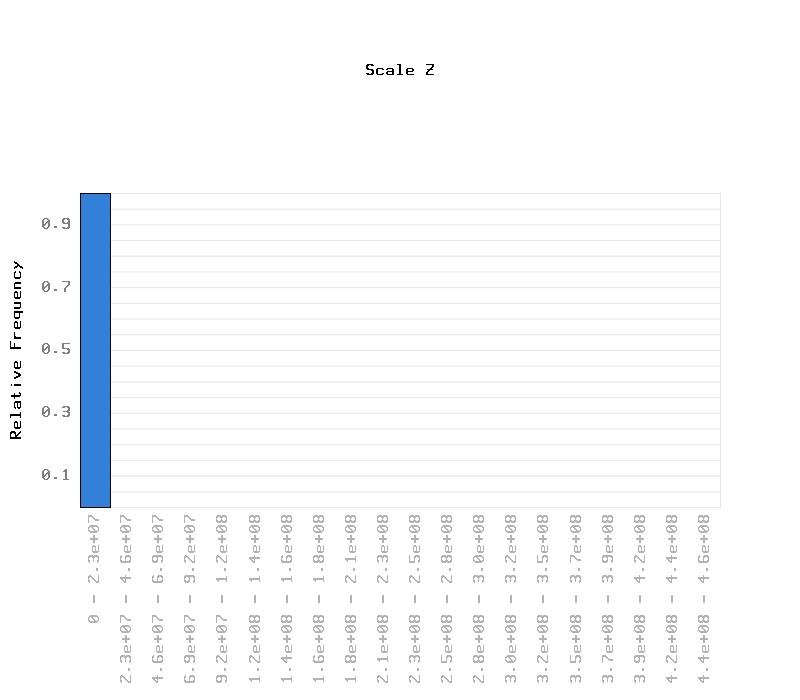 Scale Z
Relative Frequency
0.9
0.7
0.5
0.3
0.1
0 - 2.3e+07
2.3e+07 - 4.6e+07
4.6e+07 - 6.9e+07
6.9e+07 - 9.2e+07
9.2e+07 - 1.2e+08
1.2e+08 - 1.4e+08
1.4e+08 - 1.6e+08
1.6e+08 - 1.8e+08
1.8e+08 - 2.1e+08
2.1e+08 - 2.3e+08
2.3e+08 - 2.5e+08
2.5e+08 - 2.8e+08
2.8e+08 - 3.0e+08
3.0e+08 - 3.2e+08
3.2e+08 - 3.5e+08
3.5e+08 - 3.7e+08
3.7e+08 - 3.9e+08
3.9e+08 - 4.2e+08
4.2e+08 - 4.4e+08
4.4e+08 - 4.6e+08